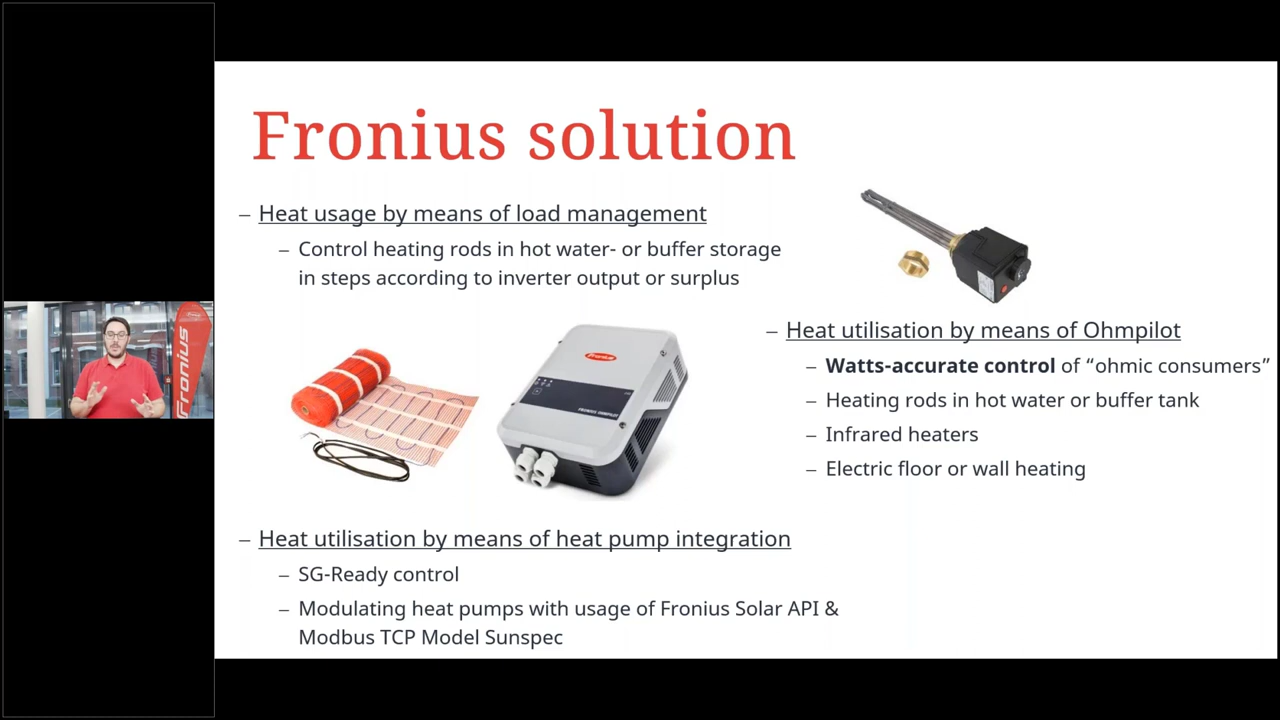 Fronius solution
– Heat usage by means of load management
– Control heating rods in hot water- or buffer storage
in steps according to inverter output or surplus
– Heat utilisation by means of Ohmpilot
– Watts-accurate control of “ohmic consumers”
– Heating rods in hot water or buffer tank
– Infrared heaters
– Electric floor or wall heating
Fronius
FRONIUS OHMPILOT
– Heat utilisation by means of heat pump integration
– SG-Ready control
– Modulating heat pumps with usage of Fronius Solar API &
Modbus TCP Model Sunspec
Fronius